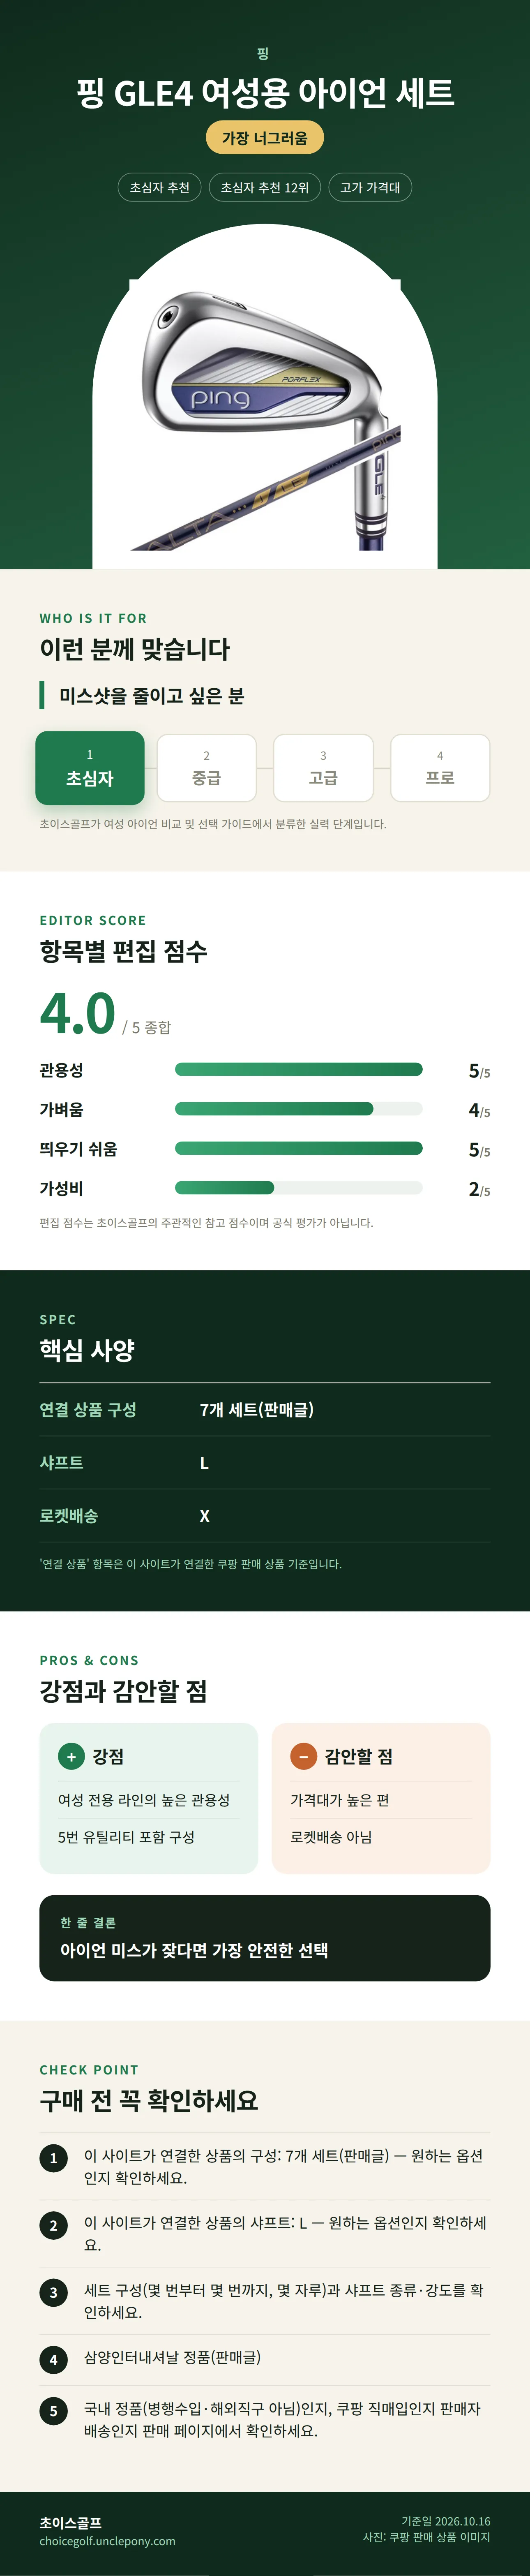 핑
핑 GLE4 여성용 아이언 세트
가장 너그러움
초심자 추천
초심자 추천 12위
고가 가격대
PORFLEX
ping
ping
ALTA
GLE
WHO IS IT FOR
이런 분께 맞습니다
미스샷을 줄이고 싶은 분
1
초심자
2
중급
3
고급
4
프로
초이스골프가 여성 아이언 비교 및 선택 가이드에서 분류한 실력 단계입니다.
EDITOR SCORE
항목별 편집 점수
4.0 / 5 종합
관용성 5/5
가벼움 4/5
띄우기 쉬움 5/5
가성비 2/5
편집 점수는 초이스골프의 주관적인 참고 점수이며 공식 평가가 아닙니다.
SPEC
핵심 사양
연결 상품 구성 7개 세트(판매글)
샤프트 L
로켓배송 X
'연결 상품' 항목은 이 사이트가 연결한 쿠팡 판매 상품 기준입니다.
PROS & CONS
강점과 감안할 점
+ 강점
여성 전용 라인의 높은 관용성
5번 유틸리티 포함 구성
− 감안할 점
가격대가 높은 편
로켓배송 아님
한 줄 결론
아이언 미스가 잦다면 가장 안전한 선택
CHECK POINT
구매 전 꼭 확인하세요
1 이 사이트가 연결한 상품의 구성: 7개 세트(판매글) — 원하는 옵션
인지 확인하세요.
2 이 사이트가 연결한 상품의 샤프트: L — 원하는 옵션인지 확인하세
요.
3 세트 구성(몇 번부터 몇 번까지, 몇 자루)과 샤프트 종류·강도를 확
인하세요.
4 삼양인터내셔날 정품(판매글)
5 국내 정품(병행수입·해외직구 아님)인지, 쿠팡 직매입인지 판매자
배송인지 판매 페이지에서 확인하세요.
초이스골프
choicegolf.unclepony.com
기준일 2026.10.16
사진: 쿠팡 판매 상품 이미지